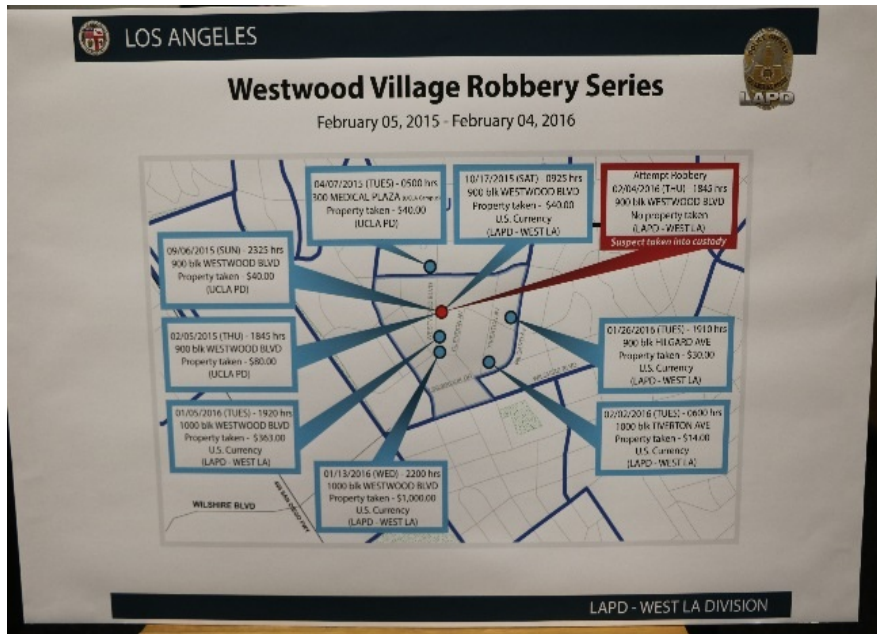 LOS ANGELES
LAPD
Westwood Village Robbery Series
February 05, 2015 - February 04, 2016
04/07/2015 (TUES) - 0500 hrs
300 MEDICAL PLAZA
Property taken - $40.00
(UCLA PD)
10/17/2015 (SAT) - 0925 hrs
900 blk WESTWOOD BLVD
Property taken - $40.00
U.S. Currency
(LAPD - WEST LA)
Attempt Robbery
02/04/2016 (THU) - 1845 hrs
900 blk WESTWOOD BLVD
No property taken
(LAPD - WEST LA)
Suspect taken into custody
09/06/2015 (SUN) - 2325 hrs
900 blk WESTWOOD BLVD
Property taken - $40.00
(UCLA PD)
02/05/2015 (THU) - 1845 hrs
900 blk WESTWOOD BLVD
Property taken - $80.00
(UCLA PD)
01/26/2016 (TUES) - 1910 hrs
900 blk HILGARD AVE
Property taken - $30.00
U.S. Currency
(LAPD - WEST LA)
01/05/2016 (TUES) - 1920 hrs
1000 blk WESTWOOD BLVD
Property taken - $363.00
U.S. Currency
(LAPD - WEST LA)
02/02/2016 (TUES) - 0600 hrs
1000 blk TIVERTON AVE
Property taken - $14.00
U.S. Currency
(LAPD - WEST LA)
01/13/2016 (WED) - 2200 hrs
1000 blk WESTWOOD BLVD
Property taken - $1,000.00
U.S. Currency
(LAPD - WEST LA)
WILSHIRE BLVD
SAN DIEGO FWY
LAPD - WEST LA DIVISION